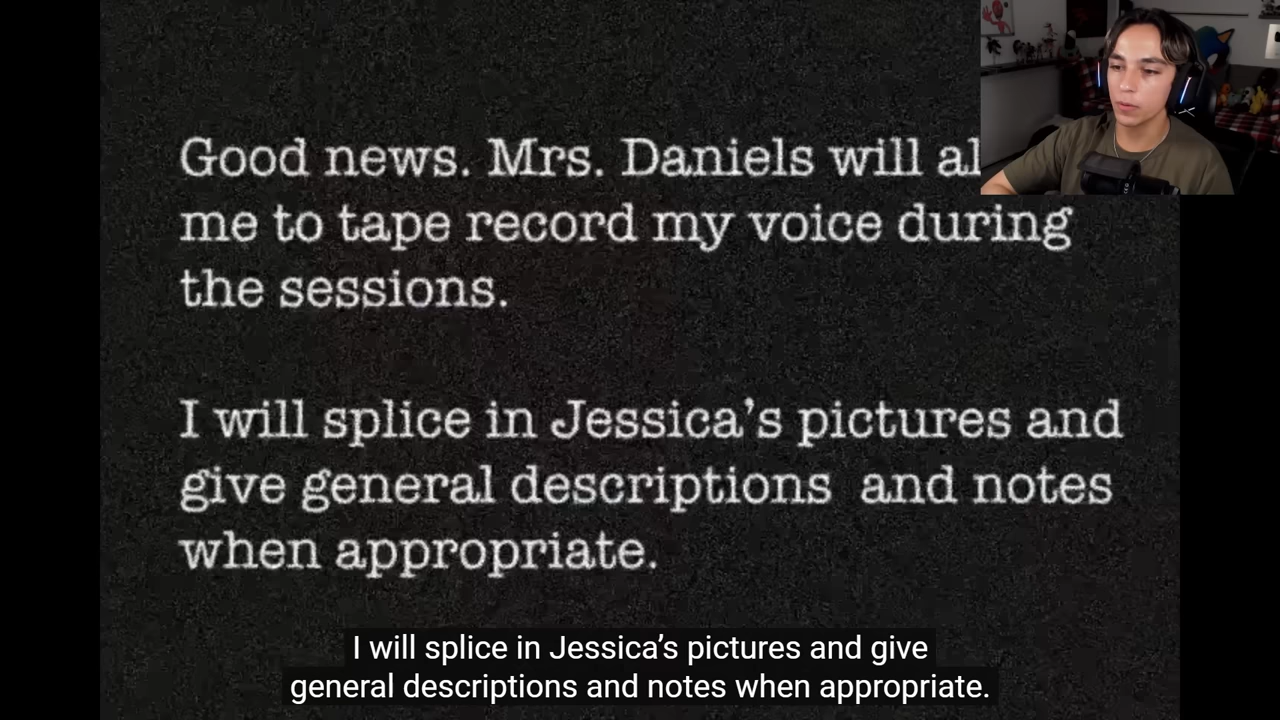 Good news. Mrs. Daniels will
me to tape record my voice during
the sessions.
I will splice in Jessica’s pictures and
give general descriptions  and notes
when appropriate.
I will splice in Jessica’s pictures and give
general descriptions and notes when appropriate.